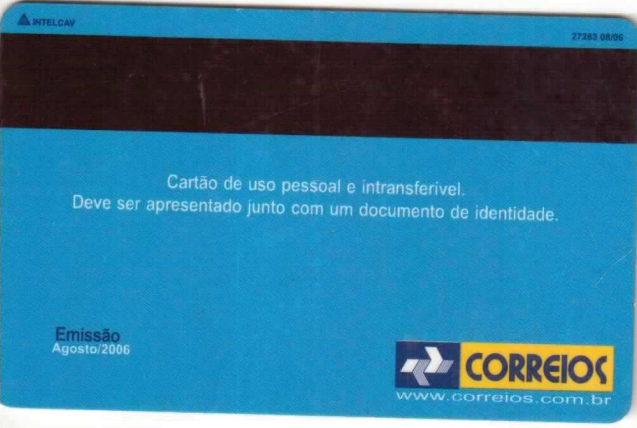 INTELCAV
27283 08/06
Cartão de uso pessoal e intransferível.
Deve ser apresentado junto com um documento de identidade.
Emissão
Agosto/2006
CORREIOS
www.correios.com.br